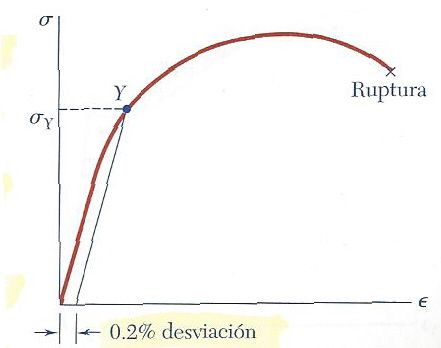 σ
Y
σY
Ruptura
ϵ
0.2% desviación